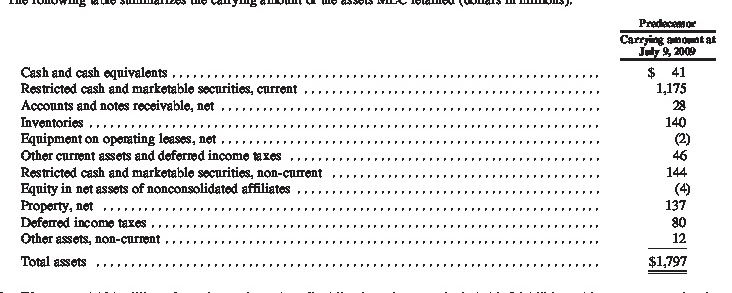 The following table summarizes the carrying amount of the assets MLC retained (dollars in millions):
Predecessor
Carrying amount at
July 9, 2009
Cash and cash equivalents . . . . . . . . . . . . . . . . . . . . . . . . . . . . . . $ 41
Restricted cash and marketable securities, current . . . . . . . . . . . . . . . . . . . . 1,175
Accounts and notes receivable, net . . . . . . . . . . . . . . . . . . . . . . . . . . 28
Inventories . . . . . . . . . . . . . . . . . . . . . . . . . . . . . . . . . . . . 140
Equipment on operating leases, net . . . . . . . . . . . . . . . . . . . . . . . . . . (2)
Other current assets and deferred income taxes . . . . . . . . . . . . . . . . . . . . . 46
Restricted cash and marketable securities, non-current . . . . . . . . . . . . . . . . . . 144
Equity in net assets of nonconsolidated affiliates . . . . . . . . . . . . . . . . . . . . (4)
Property, net . . . . . . . . . . . . . . . . . . . . . . . . . . . . . . . . . . . 137
Deferred income taxes . . . . . . . . . . . . . . . . . . . . . . . . . . . . . . . 80
Other assets, non-current . . . . . . . . . . . . . . . . . . . . . . . . . . . . . . 12
Total assets . . . . . . . . . . . . . . . . . . . . . . . . . . . . . . . . . . . $1,797